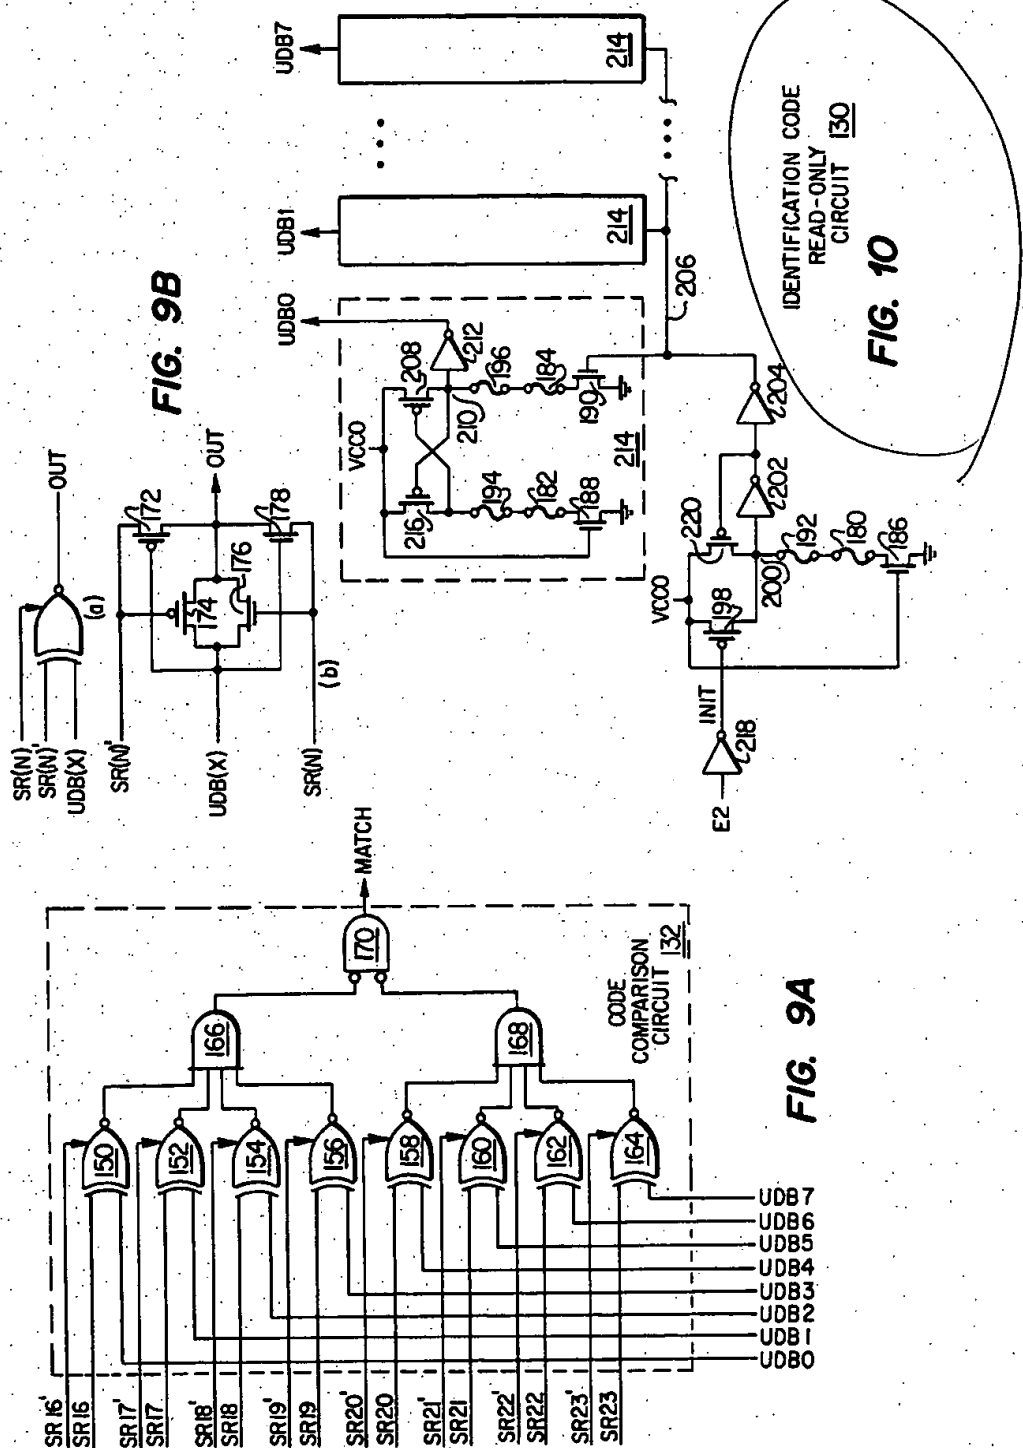 FIG. 9A
SR16'
SR16
SR17'
SR17
SR18'
SR18
SR19'
SR19
SR20'
SR20
SR21'
SR21
SR22'
SR22
SR23'
SR23
150
152
154
156
158
160
162
164
166
168
170
MATCH
CODE
COMPARISON
CIRCUIT 132
UDB7
UDB6
UDB5
UDB4
UDB3
UDB2
UDB1
UDB0
FIG. 9B
SR(N)
SR(N)'
UDB(X)
OUT
(a)
SR(N)'
UDB(X)
SR(N)
172
174
176
178
OUT
(b)
FIG. 10
IDENTIFICATION CODE
READ-ONLY
CIRCUIT 130
E2
218
INIT
VCC0
198
220
200
192
180
186
202
204
206
VCC0
216
208
210
212
194
196
182
184
188
190
214
UDB0
UDB1
214
UDB7
214